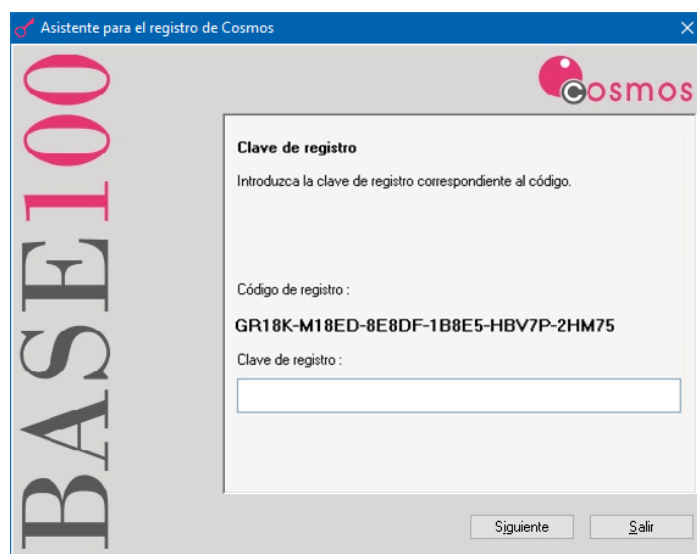 Asistente para el registro de Cosmos
BASE100
Cosmos
Clave de registro
Introduzca la clave de registro correspondiente al código.
Código de registro :
GR18K-M18ED-8E8DF-1B8E5-HBV7P-2HM75
Clave de registro :
Siguiente
Salir